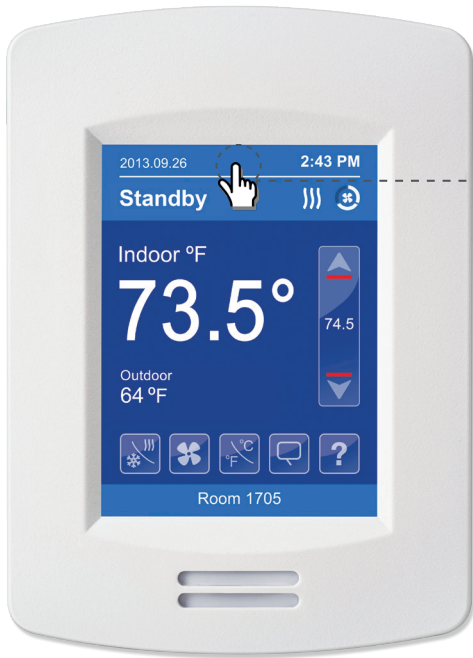 2013.09.26 2:43 PM
Standby
Indoor ºF
73.5°
74.5
Outdoor
64 ºF
°F °C
?
Room 1705